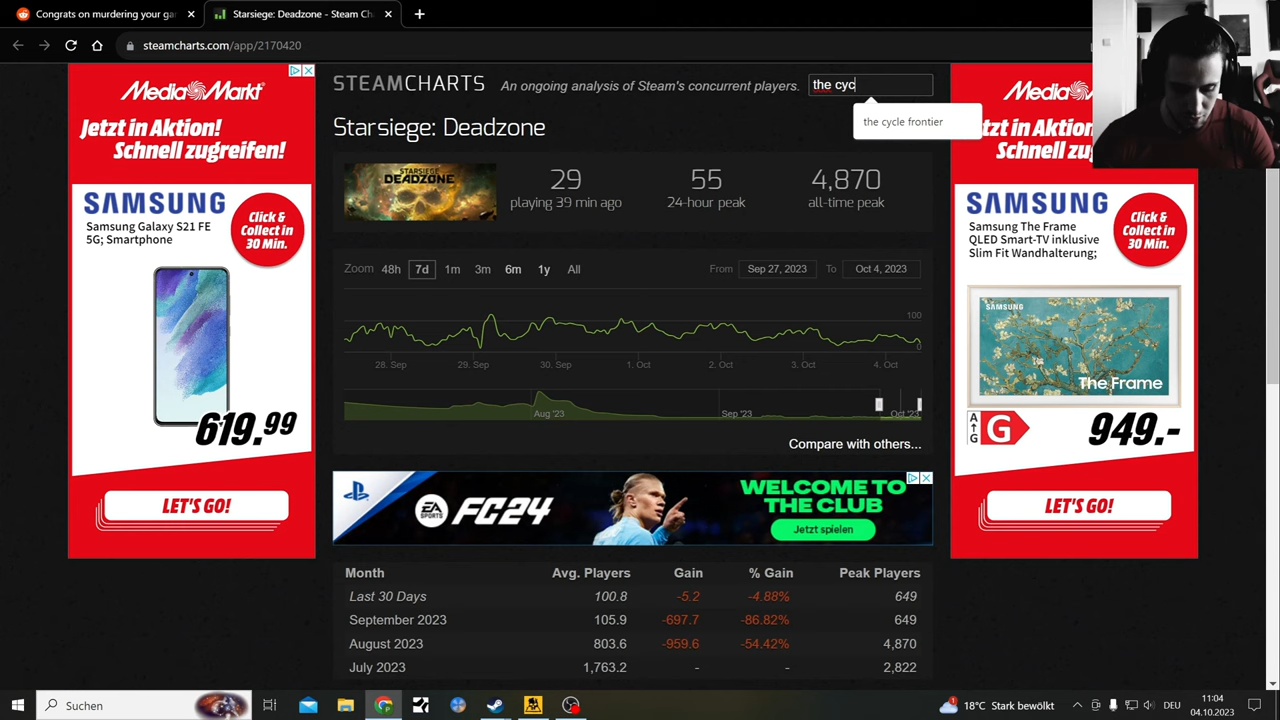 Congrats on murdering your ga
Starsiege: Deadzone - Steam Ch
steamcharts.com/app/2170420
STEAMCHARTS
An ongoing analysis of Steam's concurrent players.
the cyc
the cycle frontier
Starsiege: Deadzone
STARSIEGE
DEADZONE
29
playing 39 min ago
55
24-hour peak
4,870
all-time peak
Zoom 48h 7d 1m 3m 6m 1y All
From Sep 27, 2023 To Oct 4, 2023
100
0
28. Sep 29. Sep 30. Sep 1. Oct 2. Oct 3. Oct 4. Oct
Aug '23 Sep '23 Oct '23
Compare with others...
EA SPORTS FC24
WELCOME TO
THE CLUB
Jetzt spielen
Month Avg. Players Gain % Gain Peak Players
Last 30 Days 100.8 -5.2 -4.88% 649
September 2023 105.9 -697.7 -86.82% 649
August 2023 803.6 -959.6 -54.42% 4,870
July 2023 1,763.2 - - 2,822
Media Markt
Jetzt in Aktion!
Schnell zugreifen!
SAMSUNG
Samsung Galaxy S21 FE
5G; Smartphone
Click &
Collect in
30 Min.
619.99
LET'S GO!
Media Ma
tzt in Aktion!
Schnell zug
SAMSUNG
Samsung The Frame
QLED Smart-TV inklusive
Slim Fit Wandhalterung;
Click &
Collect in
30 Min.
SAMSUNG
The Frame
A
G
G
949.-
LET'S GO!
Suchen
1
18°C Stark bewölkt
DEU
11:04
04.10.2023